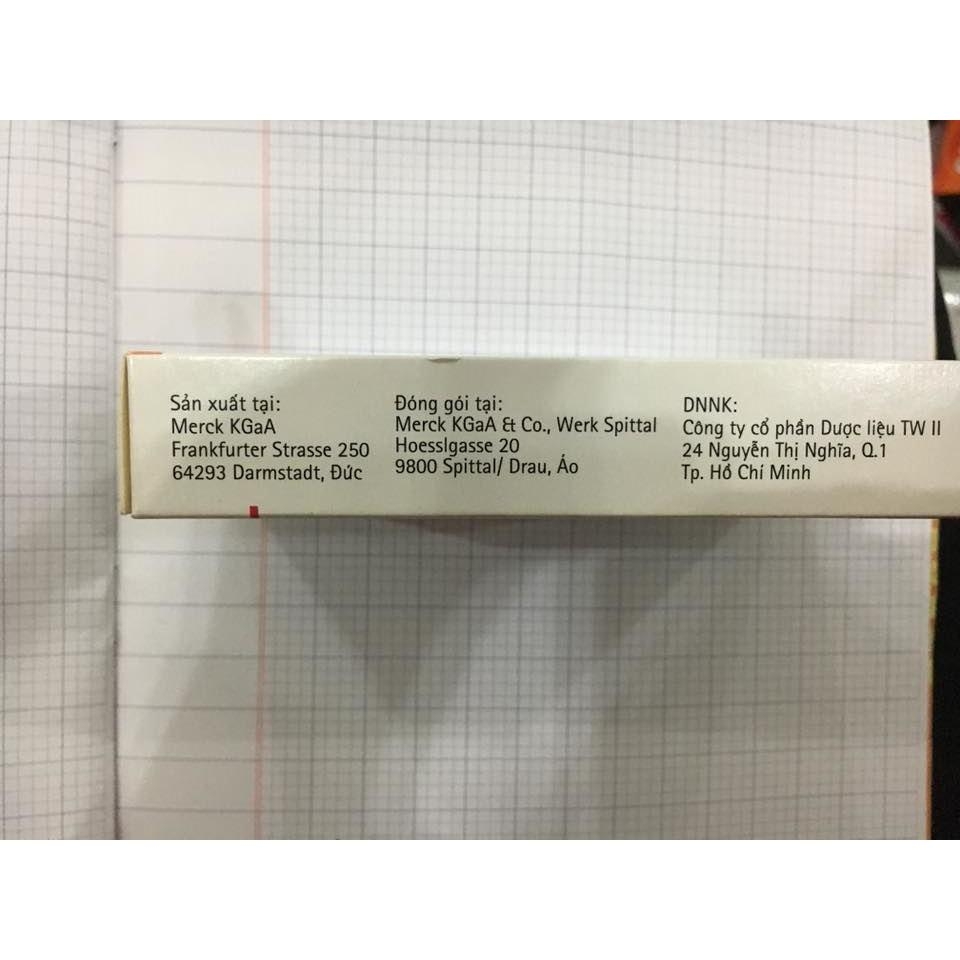 Sản xuất tại:
Merck KGaA
Frankfurter Strasse 250
64293 Darmstadt, Đức
Đóng gói tại:
Merck KGaA & Co., Werk Spittal
Hoesslgasse 20
9800 Spittal/ Drau, Áo
DNNK:
Công ty cổ phần Dược liệu TW II
24 Nguyễn Thị Nghĩa, Q.1
Tp. Hồ Chí Minh